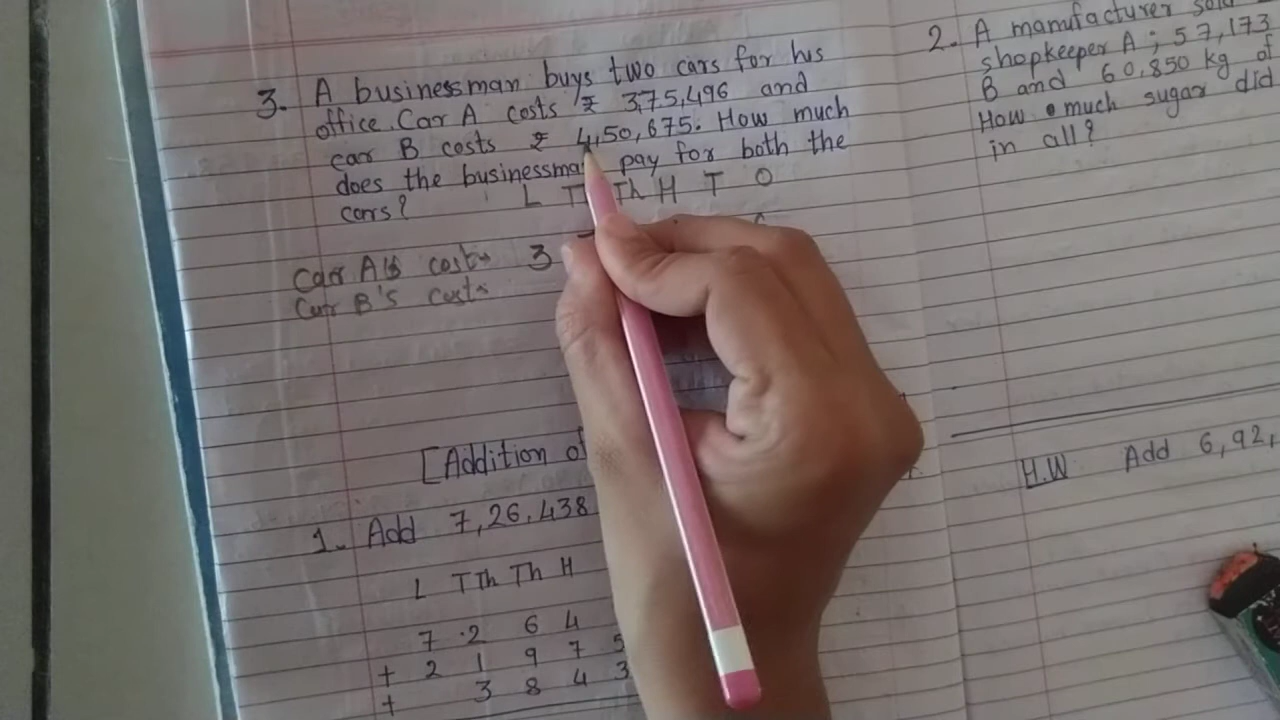 3. A businessman buys two cars for his
office. Car A costs ₹ 3,75,496 and
car B costs ₹ 4,50,675. How much
does the businessman pay for both the
cars?
L T Th H T O
Car A's cost→ 3
Car B's cost→
[Addition of
1. Add 7,26,438
L T Th Th H
7 2 6 4
+ 2 1 9 7 5
+ 3 8 4 3
2. A manufacturer sold
shopkeeper A; 57,173
B and 60,850 kg of
How much sugar did
in all?
H.W Add 6,92,